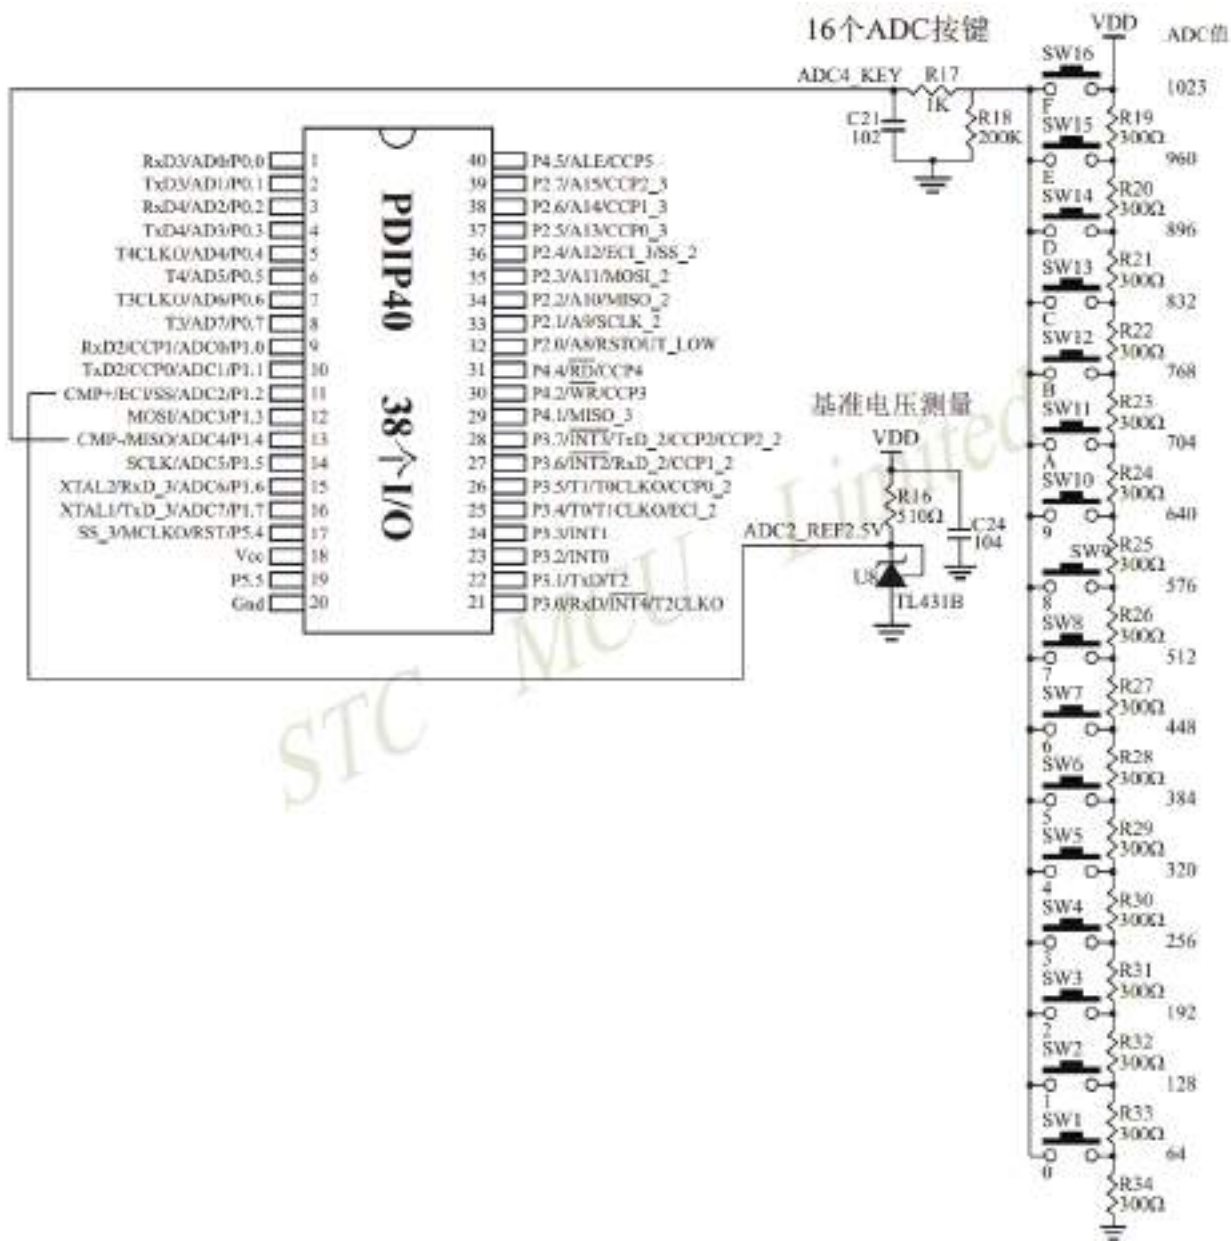 16个ADC按键
VDD
ADC值
ADC4_KEY
R17
1K
C21
102
R18
200K
SW16
1023
F
R19
300Ω
SW15
960
E
R20
300Ω
SW14
896
D
R21
300Ω
SW13
832
C
R22
300Ω
SW12
768
B
R23
300Ω
SW11
704
A
R24
300Ω
SW10
640
9
R25
300Ω
SW9
576
8
R26
300Ω
SW8
512
7
R27
300Ω
SW7
448
6
R28
300Ω
SW6
384
5
R29
300Ω
SW5
320
4
R30
300Ω
SW4
256
3
R31
300Ω
SW3
192
2
R32
300Ω
SW2
128
1
R33
300Ω
SW1
64
0
R34
300Ω
RxD3/AD0/P0.0 1
TxD3/AD1/P0.1 2
RxD4/AD2/P0.2 3
TxD4/AD3/P0.3 4
T4CLKO/AD4/P0.4 5
T4/AD5/P0.5 6
T3CLKO/AD6/P0.6 7
T3/AD7/P0.7 8
RxD2/CCP1/ADC0/P1.0 9
TxD2/CCP0/ADC1/P1.1 10
CMP+/ECI/SS/ADC2/P1.2 11
MOSI/ADC3/P1.3 12
CMP-/MISO/ADC4/P1.4 13
SCLK/ADC5/P1.5 14
XTAL2/RxD_3/ADC6/P1.6 15
XTAL1/TxD_3/ADC7/P1.7 16
SS_3/MCLKO/RST/P5.4 17
Vcc 18
P5.5 19
Gnd 20
PDIP40 38个I/O
40 P4.5/ALE/CCP5
39 P2.7/A15/CCP2_3
38 P2.6/A14/CCP1_3
37 P2.5/A13/CCP0_3
36 P2.4/A12/ECI_3/SS_2
35 P2.3/A11/MOSI_2
34 P2.2/A10/MISO_2
33 P2.1/A9/SCLK_2
32 P2.0/A8/RSTOUT_LOW
31 P4.4/RD/CCP4
30 P4.2/WR/CCP3
29 P4.1/MISO_3
28 P3.7/INT3/TxD_2/CCP2/CCP2_2
27 P3.6/INT2/RxD_2/CCP1_2
26 P3.5/T1/T0CLKO/CCP0_2
25 P3.4/T0/T1CLKO/ECI_2
24 P3.3/INT1
23 P3.2/INT0
22 P3.1/TxD/T2
21 P3.0/RxD/INT4/T2CLKO
基准电压测量
VDD
R16
510Ω
ADC2_REF2.5V
C24
104
U8
TL431B
STC MCU Limited